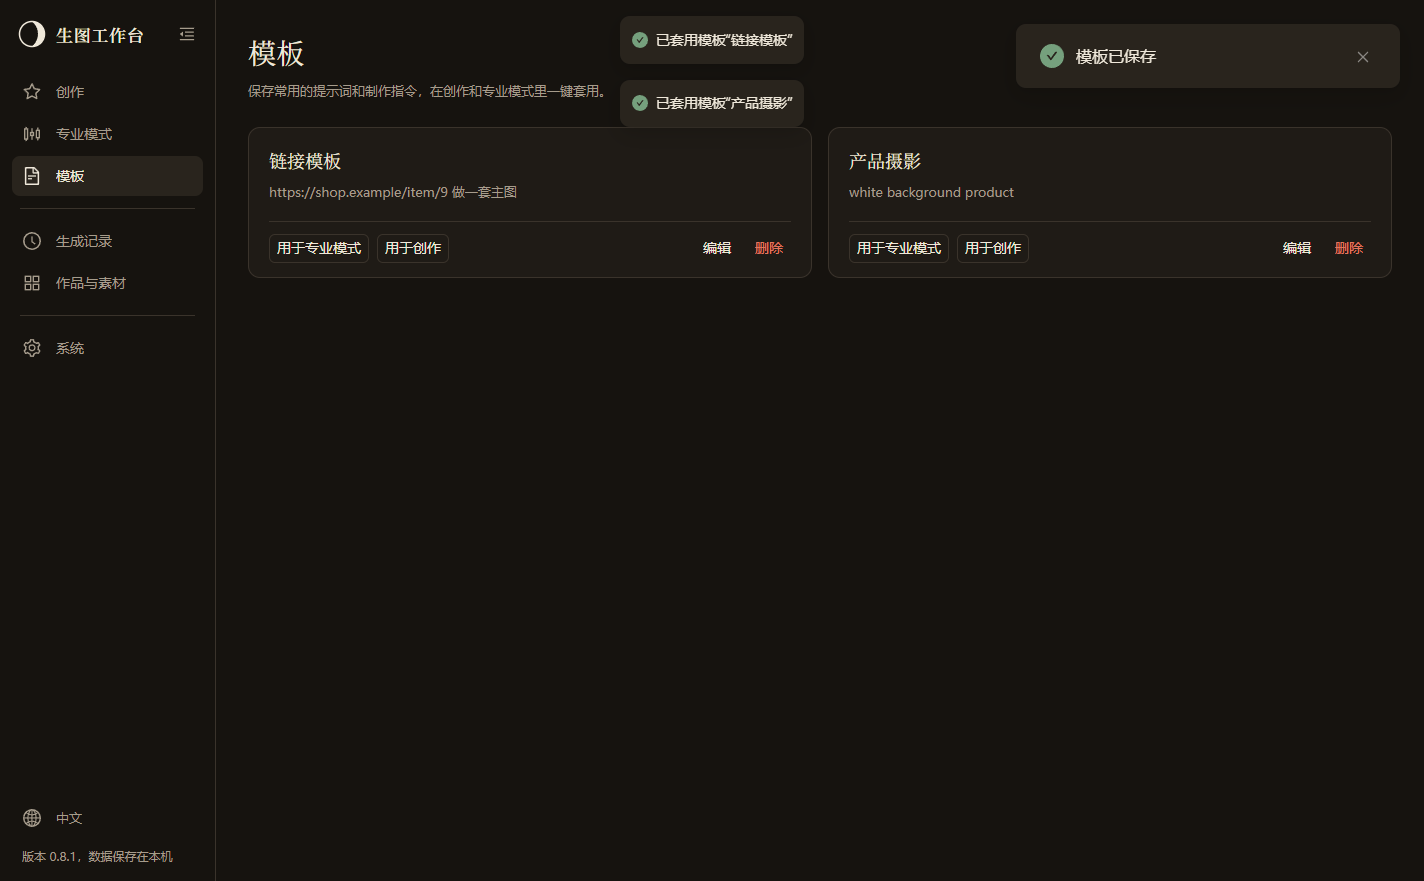 生图工作台
创作
专业模式
模板
生成记录
作品与素材
系统
中文
版本 0.8.1，数据保存在本机
模板
保存常用的提示词和制作指令，在创作和专业模式里一键套用。
已套用模板“链接模板”
已套用模板“产品摄影”
模板已保存
链接模板
https://shop.example/item/9 做一套主图
用于专业模式 用于创作 编辑 删除
产品摄影
white background product
用于专业模式 用于创作 编辑 删除